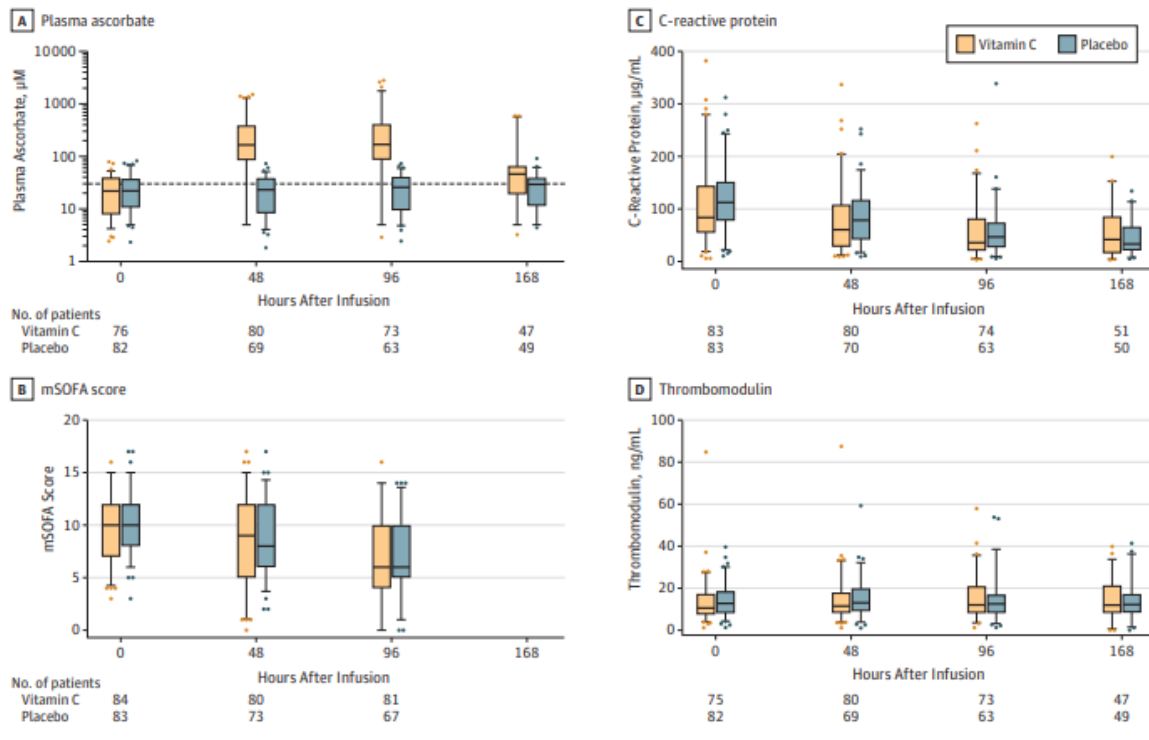 A Plasma ascorbate
10000
1000
100
10
1
Plasma Ascorbate, µM
0 48 96 168
Hours After Infusion
No. of patients
Vitamin C 76 80 73 47
Placebo 82 69 63 49
C C-reactive protein
Vitamin C Placebo
400
300
200
100
0
C-Reactive Protein, µg/mL
0 48 96 168
Hours After Infusion
83 80 74 51
83 70 63 50
B mSOFA score
20
15
10
5
0
mSOFA Score
0 48 96 168
Hours After Infusion
No. of patients
Vitamin C 84 80 81
Placebo 83 73 67
D Thrombomodulin
100
80
60
40
20
0
Thrombomodulin, ng/mL
0 48 96 168
Hours After Infusion
75 80 73 47
82 69 63 49